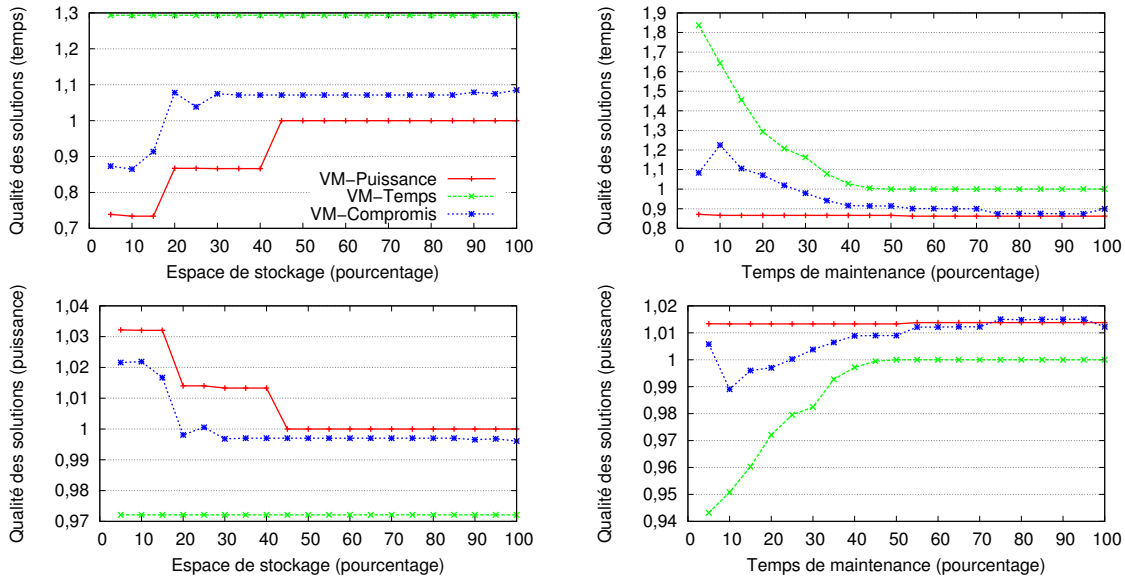 1,3
1,2
1,1
1
0,9
0,8
0,7
Qualité des solutions (temps)
VM−Puissance
VM−Temps
VM−Compromis
0 10 20 30 40 50 60 70 80 90 100
Espace de stockage (pourcentage)
1,9
1,8
1,7
1,6
1,5
1,4
1,3
1,2
1,1
1
0,9
0,8
Qualité des solutions (temps)
0 10 20 30 40 50 60 70 80 90 100
Temps de maintenance (pourcentage)
1,04
1,03
1,02
1,01
1
0,99
0,98
0,97
Qualité des solutions (puissance)
0 10 20 30 40 50 60 70 80 90 100
Espace de stockage (pourcentage)
1,02
1,01
1
0,99
0,98
0,97
0,96
0,95
0,94
Qualité des solutions (puissance)
0 10 20 30 40 50 60 70 80 90 100
Temps de maintenance (pourcentage)